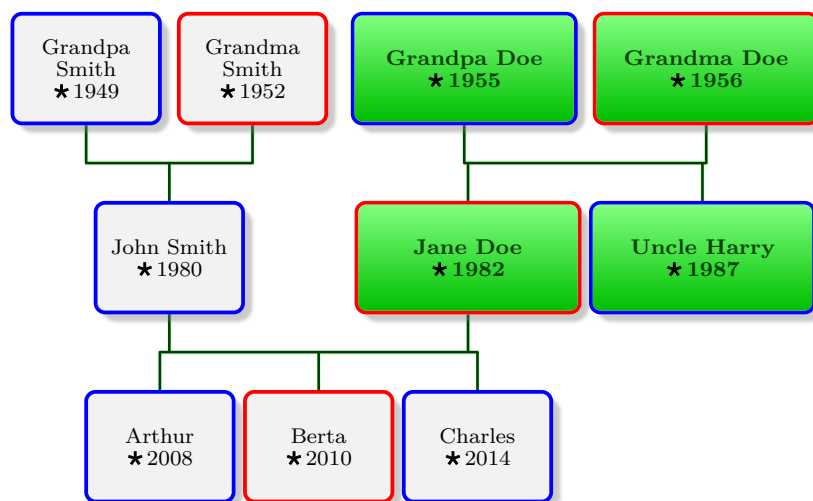 Grandpa
Smith
★1949
Grandma
Smith
★1952
Grandpa Doe
★1955
Grandma Doe
★1956
John Smith
★1980
Jane Doe
★1982
Uncle Harry
★1987
Arthur
★2008
Berta
★2010
Charles
★2014